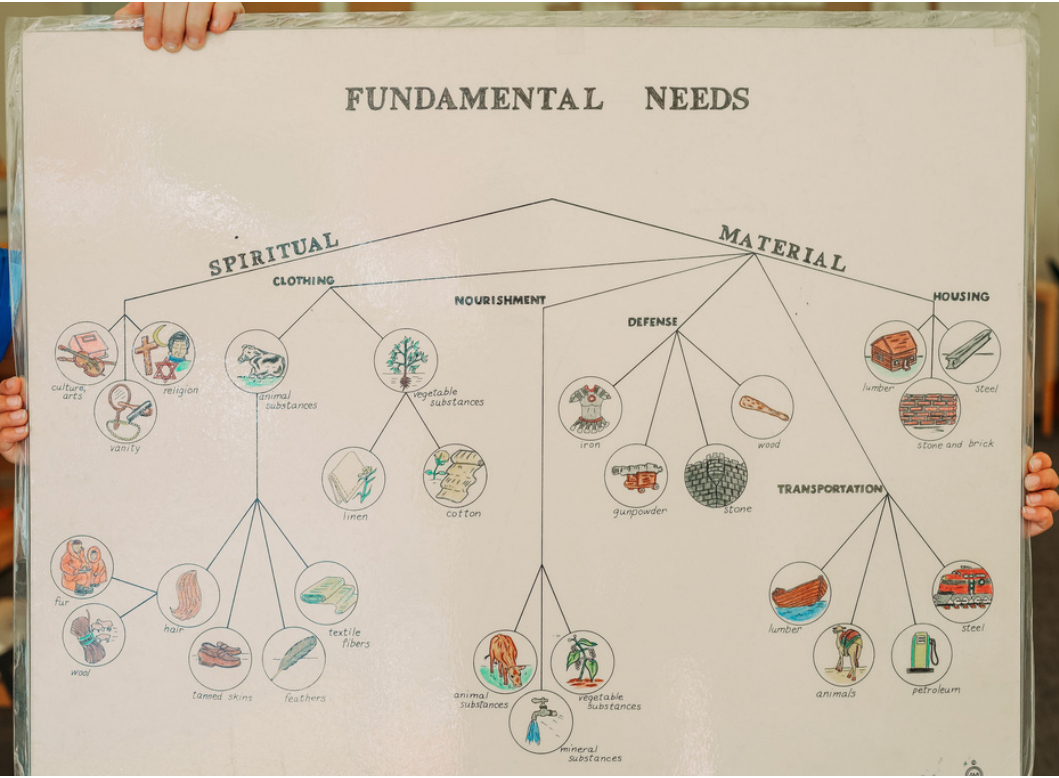 FUNDAMENTAL NEEDS
SPIRITUAL
MATERIAL
CLOTHING
NOURISHMENT
HOUSING
DEFENSE
culture,
arts
religion
vanity
animal
substances
vegetable
substances
linen
cotton
iron
wood
gunpowder
stone
lumber
steel
stone and brick
TRANSPORTATION
fur
wool
hair
tanned skins
feathers
textile
fibers
animal
substances
vegetable
substances
mineral
substances
lumber
animals
petroleum
steel